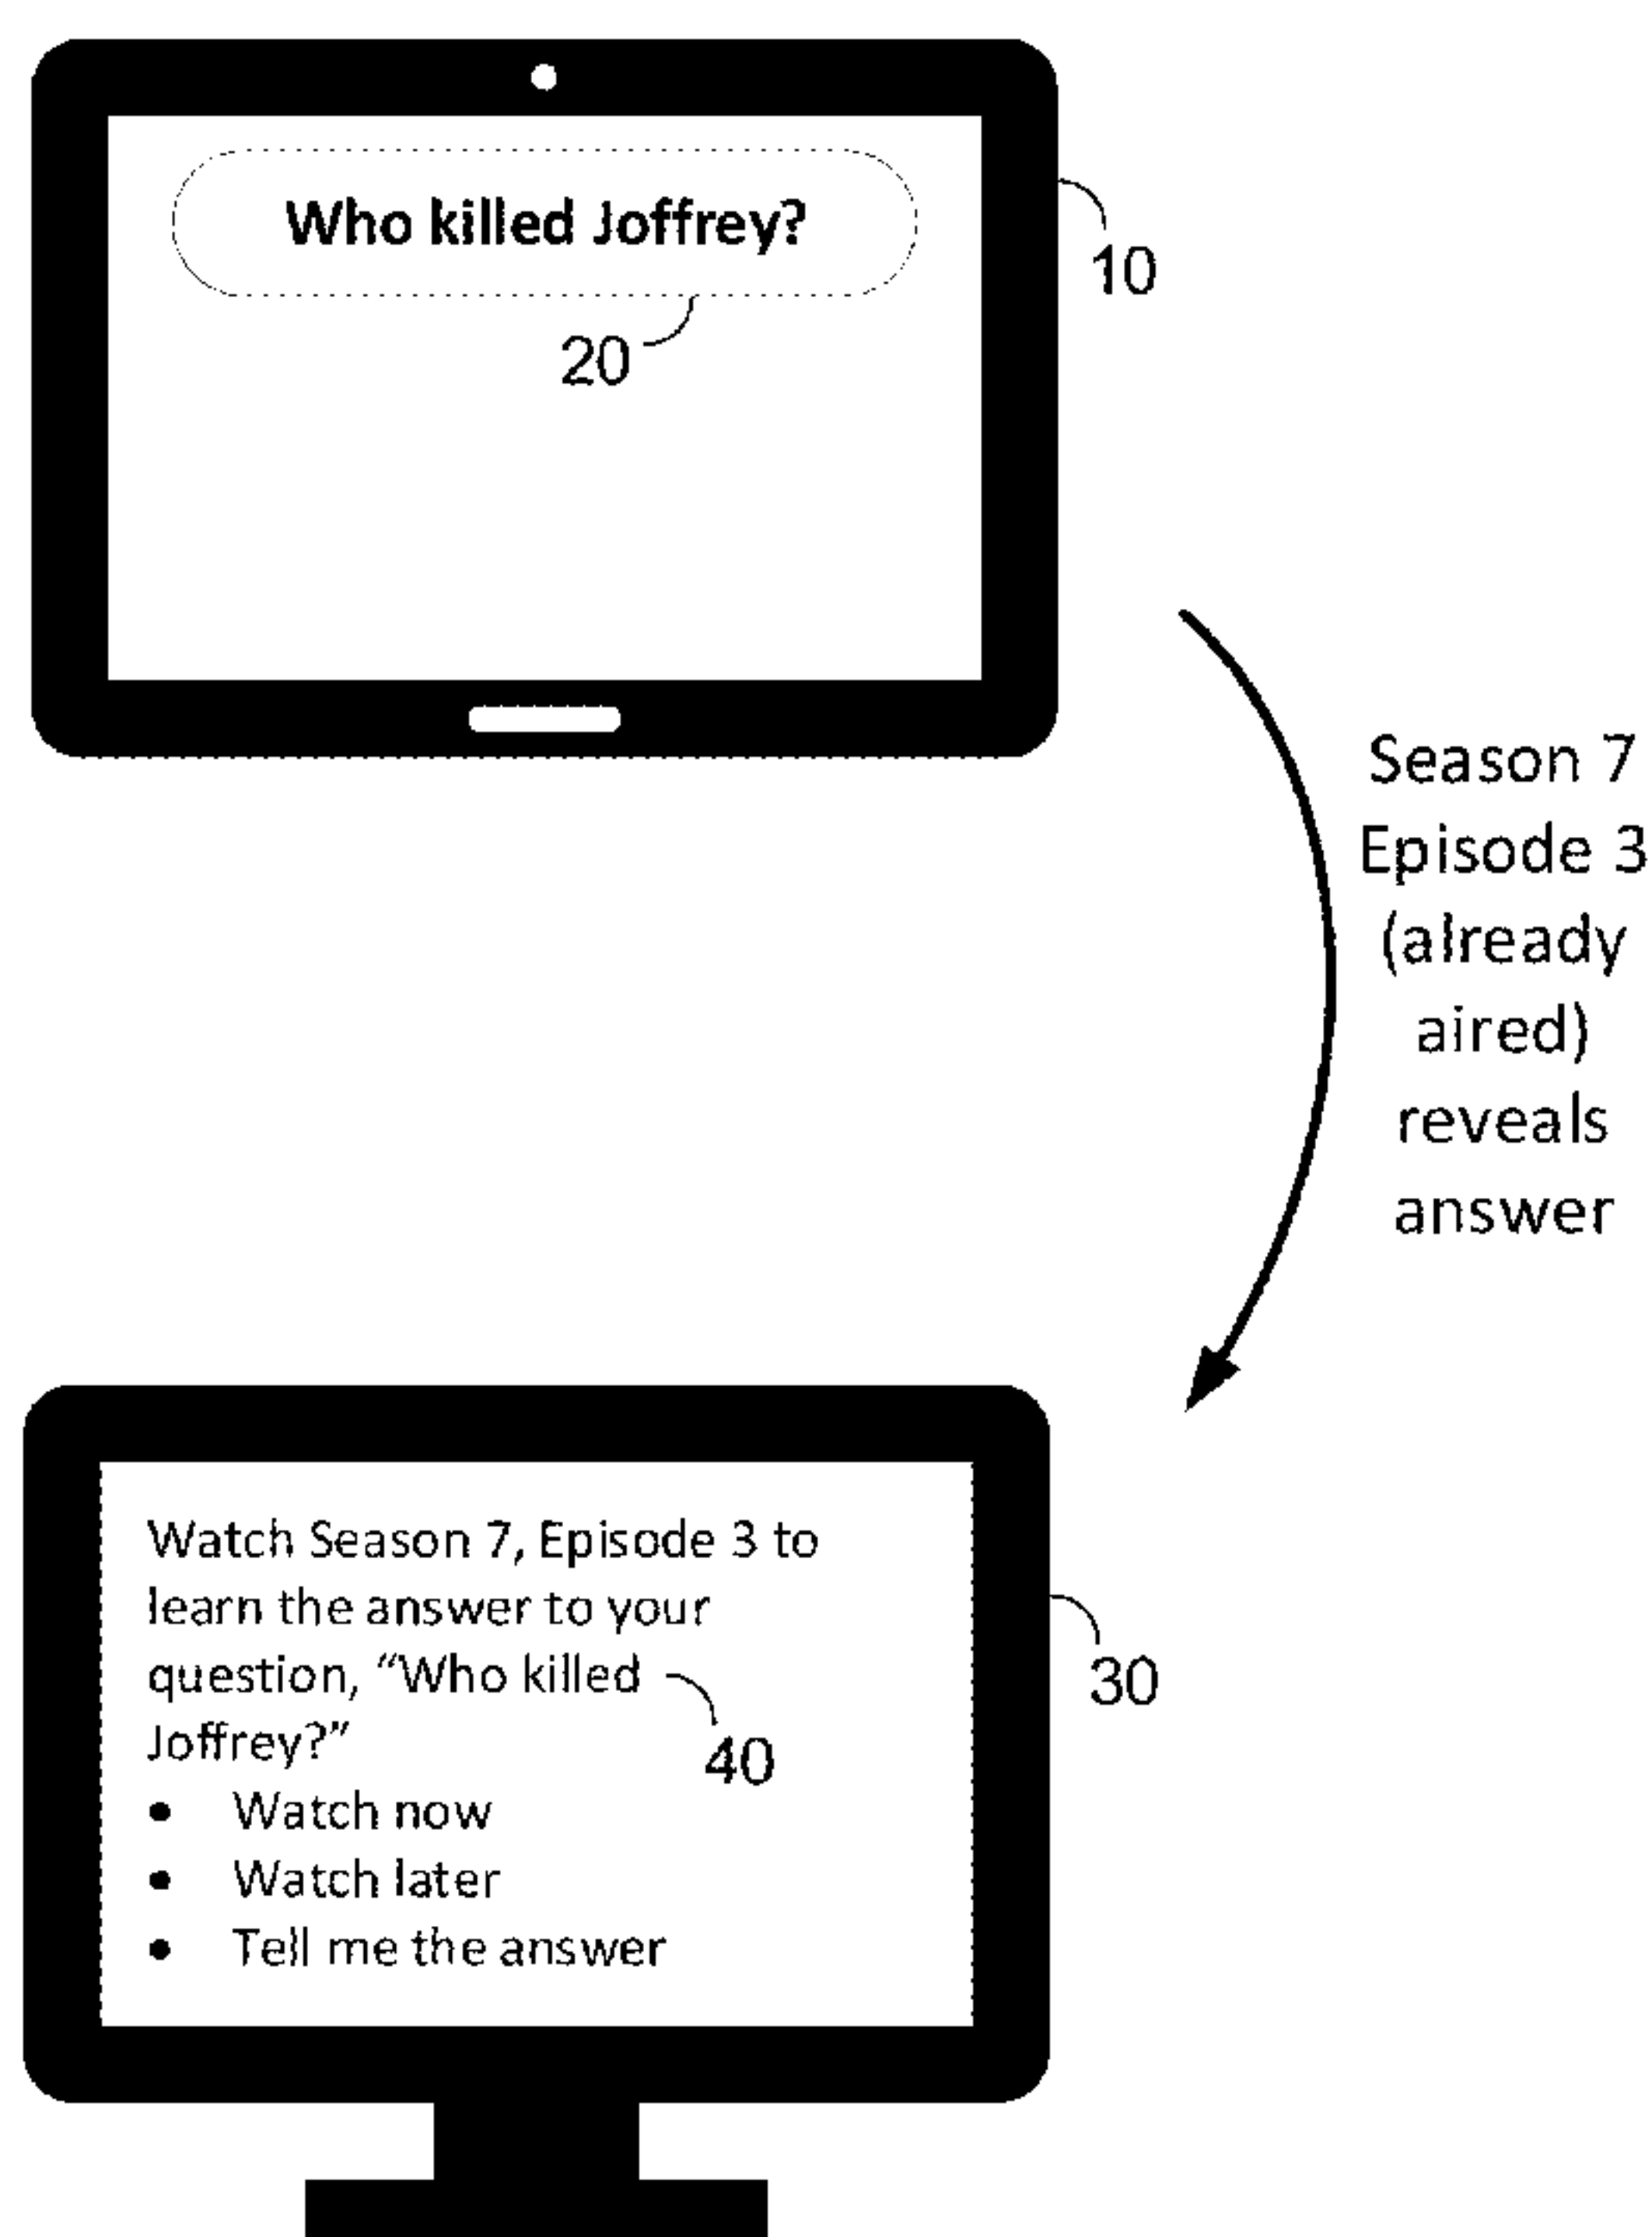 Who killed Joffrey?
10
20
Season 7
Episode 3
(already
aired)
reveals
answer
Watch Season 7, Episode 3 to
learn the answer to your
question, “Who killed
Joffrey?”
30
40
• Watch now
• Watch later
• Tell me the answer